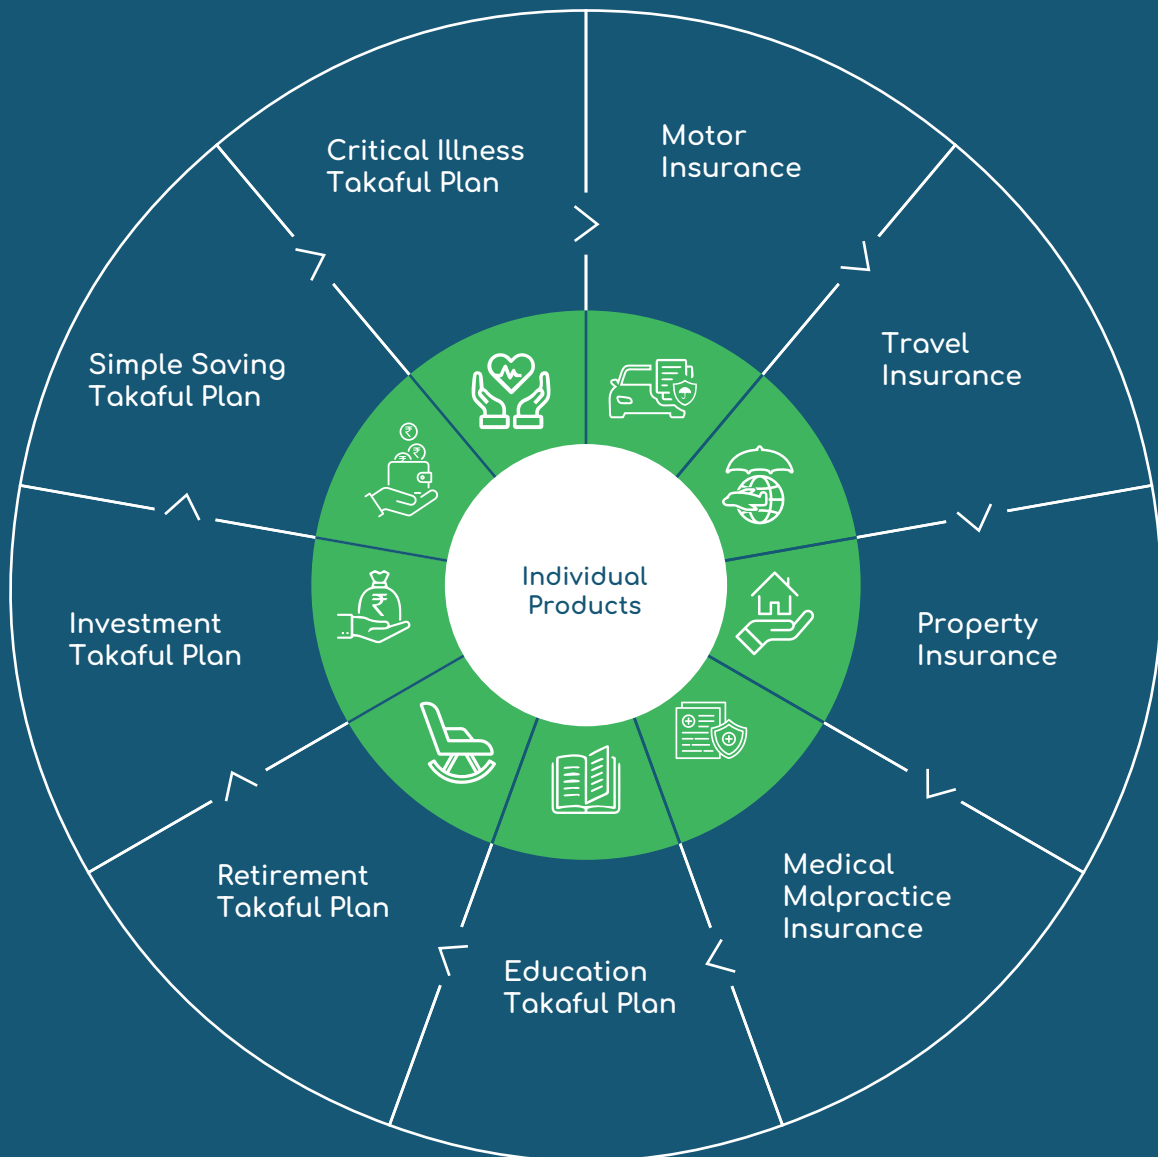 Critical Illness
Takaful Plan
Motor
Insurance
Travel
Insurance
Property
Insurance
Medical
Malpractice
Insurance
Education
Takaful Plan
Retirement
Takaful Plan
Investment
Takaful Plan
Simple Saving
Takaful Plan
Individual
Products